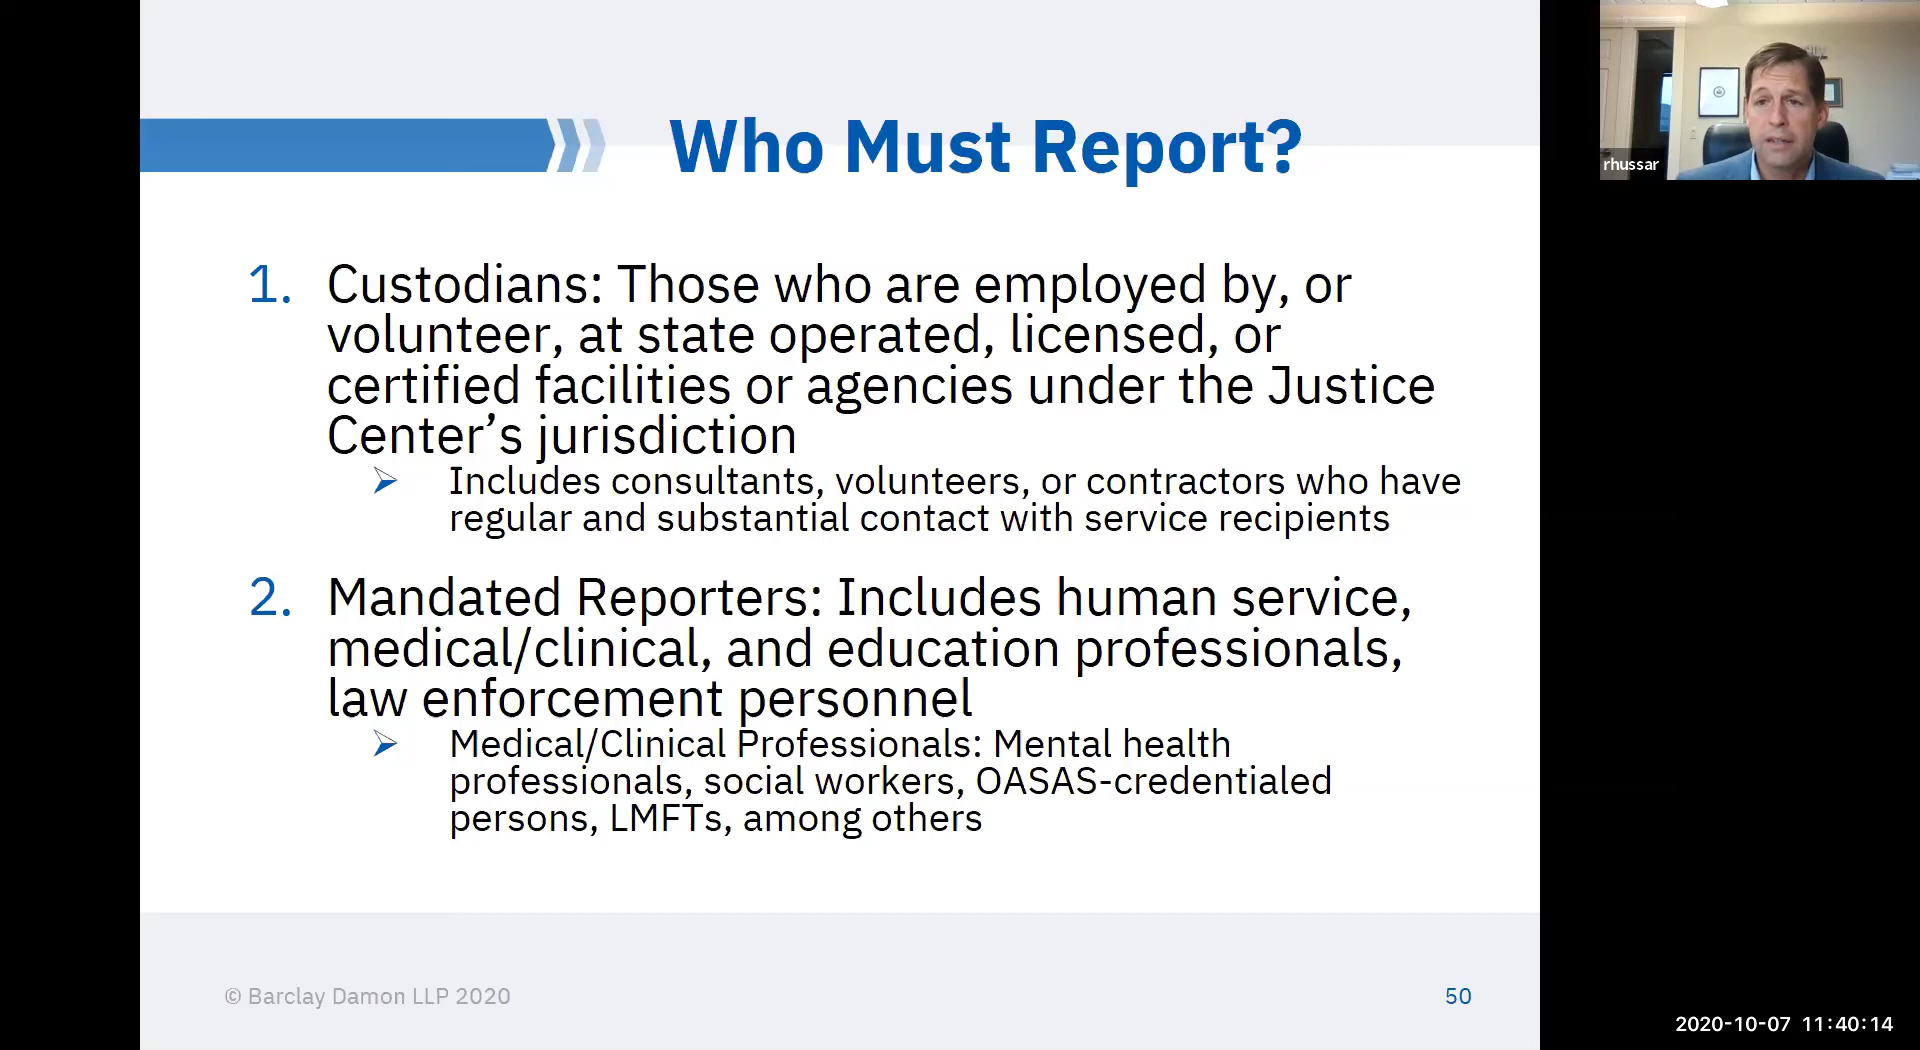 Who Must Report?
rhussar
1. Custodians: Those who are employed by, or
volunteer, at state operated, licensed, or
certified facilities or agencies under the Justice
Center’s jurisdiction
Includes consultants, volunteers, or contractors who have
regular and substantial contact with service recipients
2. Mandated Reporters: Includes human service,
medical/clinical, and education professionals,
law enforcement personnel
Medical/Clinical Professionals: Mental health
professionals, social workers, OASAS-credentialed
persons, LMFTs, among others
© Barclay Damon LLP 2020
50
2020-10-07 11:40:14